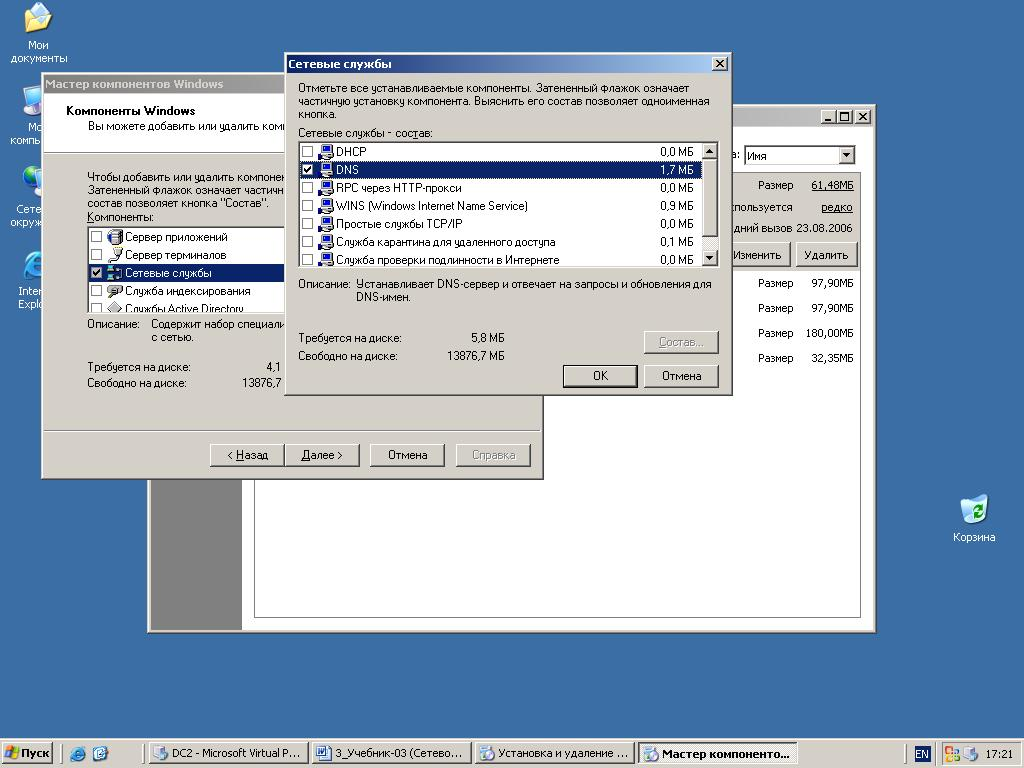 Мои
документы
Сетевые службы
Отметьте все устанавливаемые компоненты. Затененный флажок означает
частичную установку компонента. Выяснить его состав позволяет одноименная
кнопка.
Сетевые службы - состав:
DHCP 0,0 МБ
DNS 1,7 МБ
RPC через HTTP-прокси 0,0 МБ
WINS (Windows Internet Name Service) 0,9 МБ
Простые службы TCP/IP 0,0 МБ
Служба карантина для удаленного доступа 0,1 МБ
Служба проверки подлинности в Интернете 0,0 МБ
Описание: Устанавливает DNS-сервер и отвечает на запросы и обновления для
DNS-имен.
Требуется на диске: 5,8 МБ
Свободно на диске: 13876,7 МБ
Состав...
OK
Отмена
Мастер компонентов Windows
Компоненты Windows
Вы можете добавить или удалить
Чтобы добавить или удалить
Затененный флажок означает
состав позволяет кнопка "Состав".
Компоненты:
Сервер приложений
Сервер терминалов
Сетевые службы
Служба индексирования
Службы Active Directory
Описание: Содержит набор
с сетью.
Требуется на диске: 4,1
Свободно на диске: 13876,7
< Назад
Далее >
Отмена
Справка
Имя
Размер 61,48МБ
редко
вызов 23.08.2006
Изменить
Удалить
Размер 97,90МБ
Размер 97,90МБ
Размер 180,00МБ
Размер 32,35МБ
Корзина
Пуск
DC2 - Microsoft Virtual P...
3_Учебник-03 (Сетево...
Установка и удаление ...
Мастер компоненто...
EN
17:21